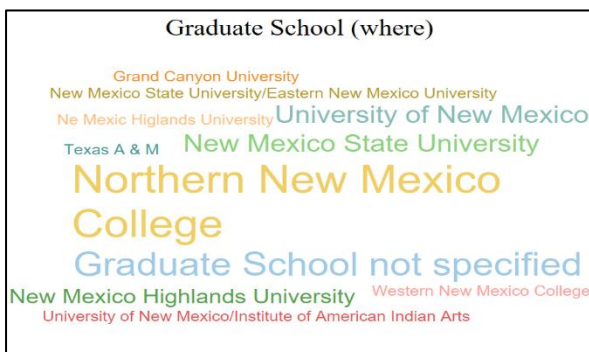 Graduate School (where)
Grand Canyon University
New Mexico State University/Eastern New Mexico University
Ne Mexic Higlands University University of New Mexico
Texas A & M New Mexico State University
Northern New Mexico
College
Graduate School not specified
New Mexico Highlands University Western New Mexico College
University of New Mexico/Institute of American Indian Arts